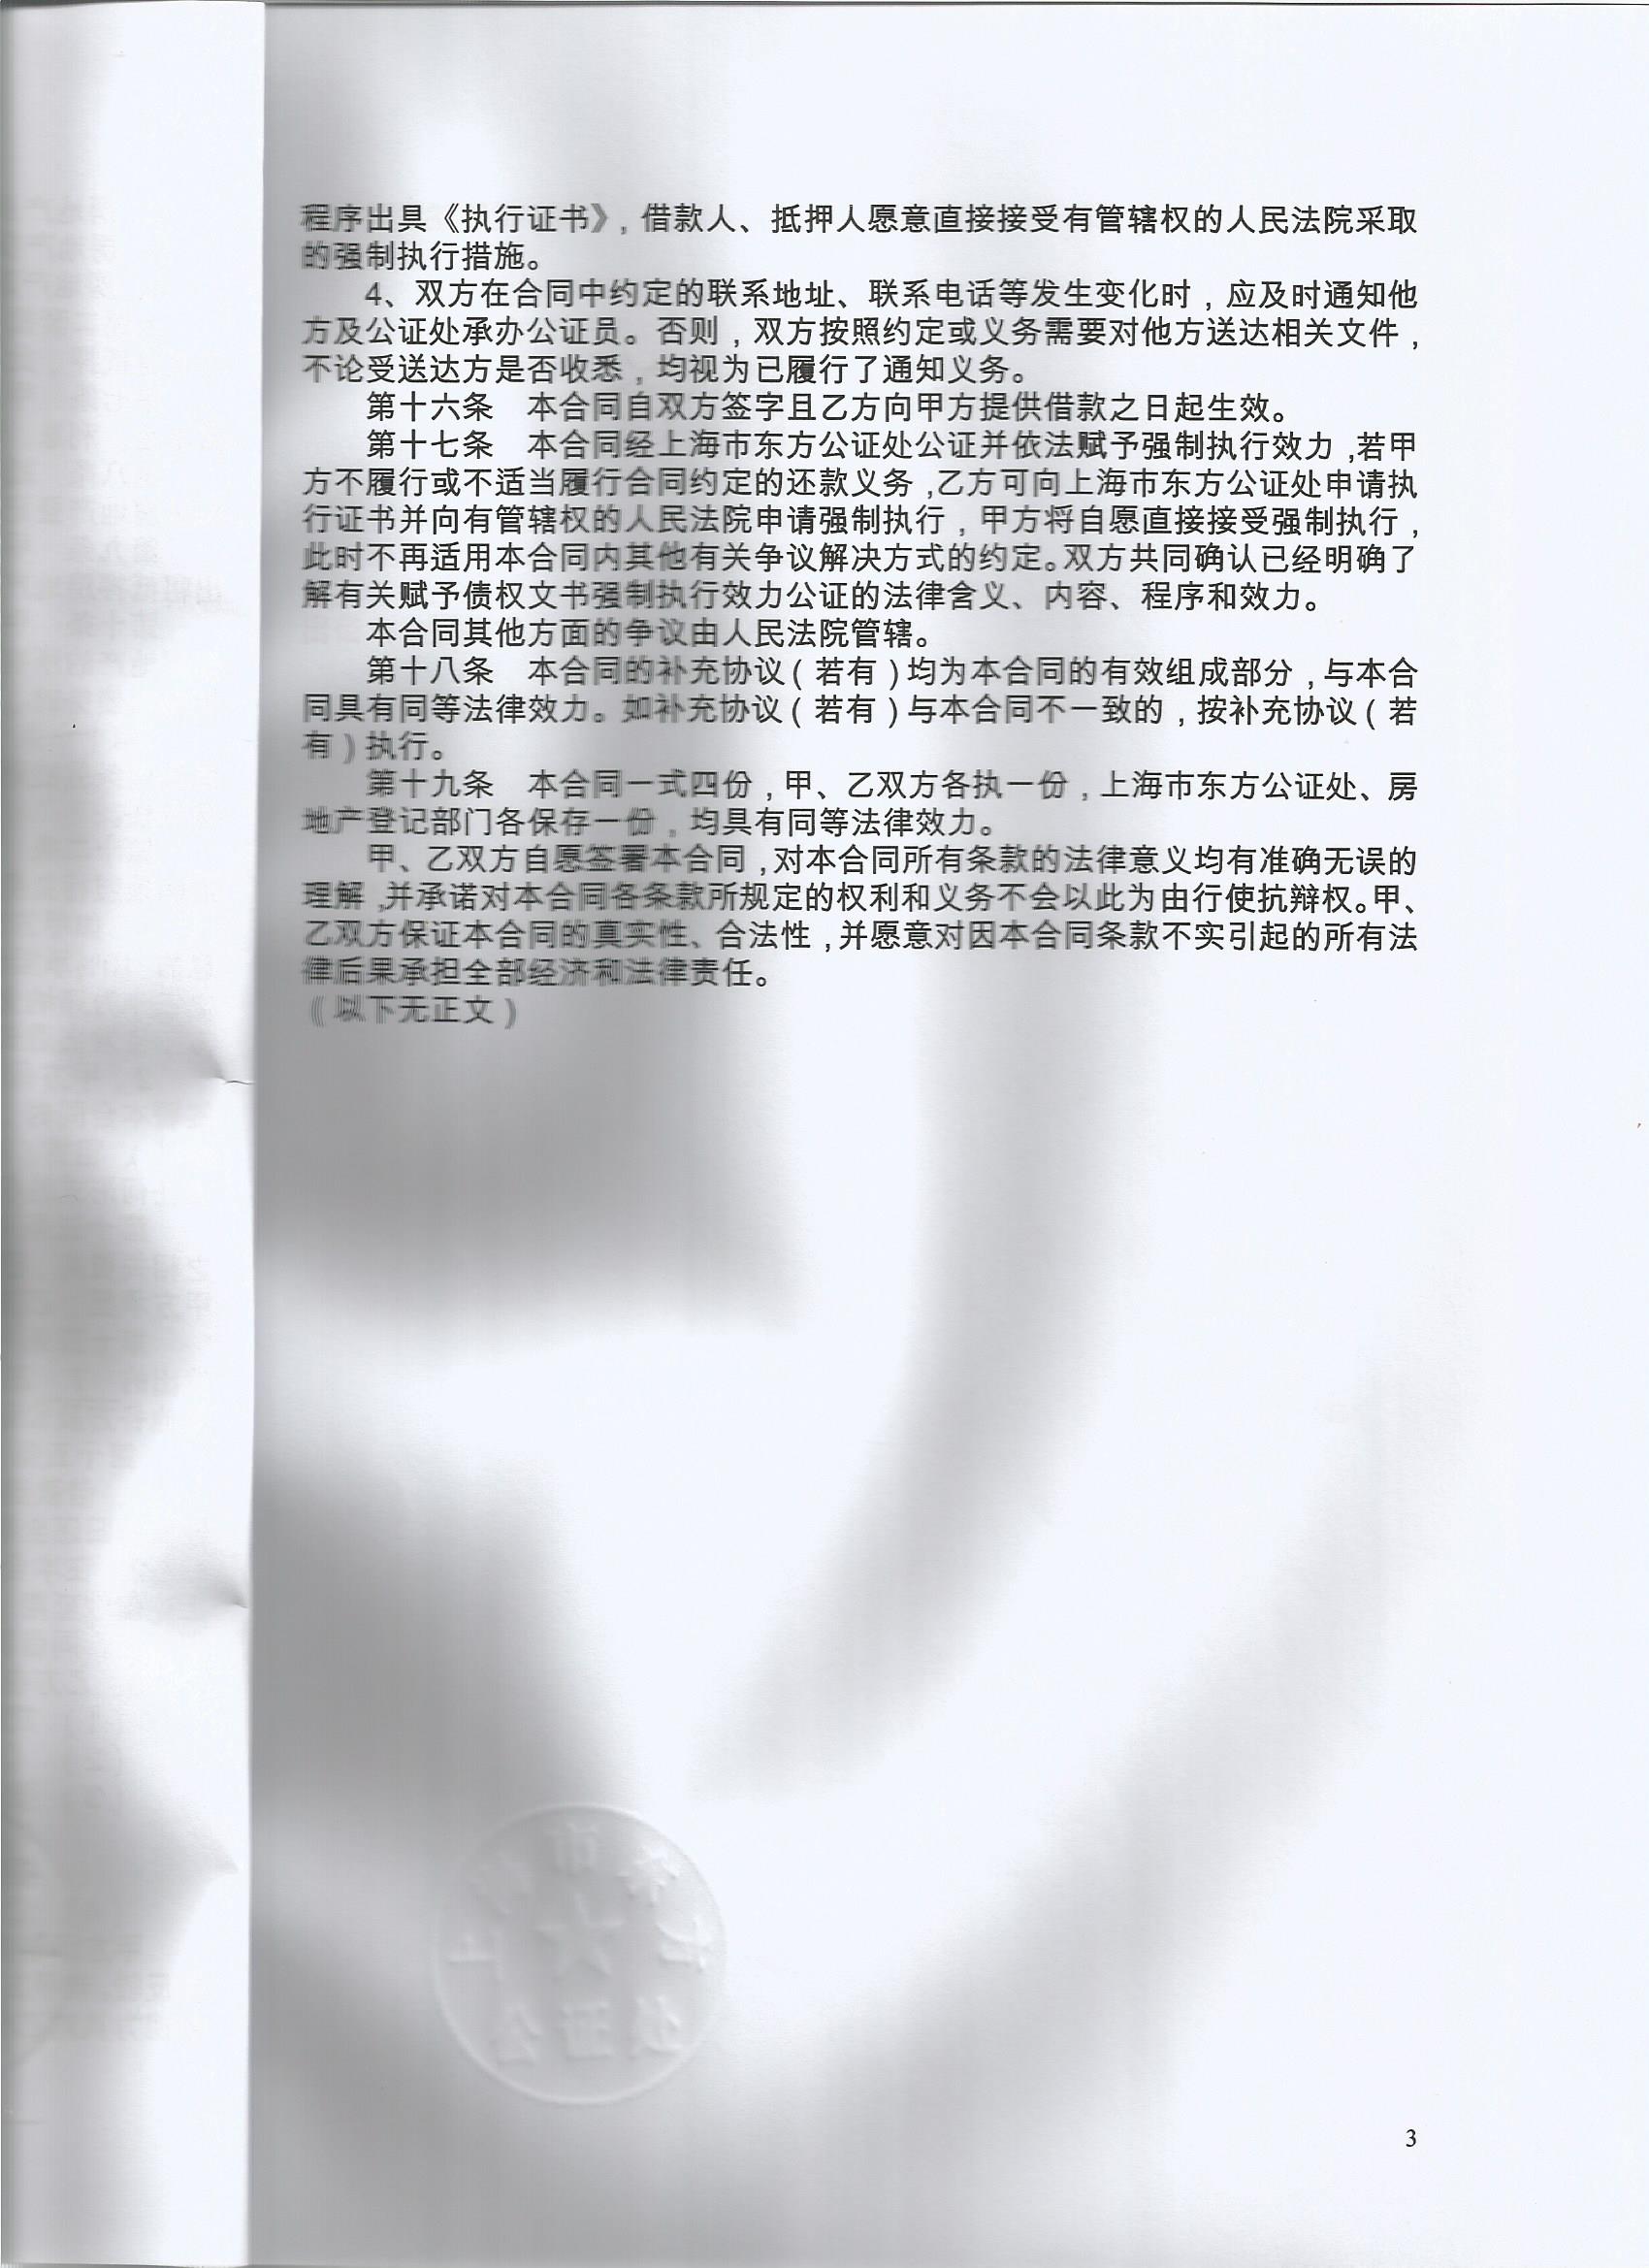 程序出具《执行证书》, 借款人、抵押人愿意直接接受有管辖权的人民法院采取
的强制执行措施。
4、双方在合同中约定的联系地址、联系电话等发生变化时，应及时通知他
方及公证处承办公证员。否则，双方按照约定或义务需要对他方送达相关文件，
不论受送达方是否收悉，均视为已履行了通知义务。
第十六条　本合同自双方签字且乙方向甲方提供借款之日起生效。
第十七条　本合同经上海市东方公证处公证并依法赋予强制执行效力,若甲
方不履行或不适当履行合同约定的还款义务,乙方可向上海市东方公证处申请执
行证书并向有管辖权的人民法院申请强制执行，甲方将自愿直接接受强制执行，
此时不再适用本合同内其他有关争议解决方式的约定。双方共同确认已经明确了
解有关赋予债权文书强制执行效力公证的法律含义、内容、程序和效力。
本合同其他方面的争议由人民法院管辖。
第十八条　本合同的补充协议(若有)均为本合同的有效组成部分,与本合
同具有同等法律效力。如补充协议(若有)与本合同不一致的,按补充协议(若
有)执行。
第十九条　本合同一式四份,甲、乙双方各执一份,上海市东方公证处、房
地产登记部门各保存一份,均具有同等法律效力。
甲、乙双方自愿签署本合同,对本合同所有条款的法律意义均有准确无误的
理解,并承诺对本合同各条款所规定的权利和义务不会以此为由行使抗辩权。甲、
乙双方保证本合同的真实性、合法性,并愿意对因本合同条款不实引起的所有法
律后果承担全部经济和法律责任。
(以下无正文)
3